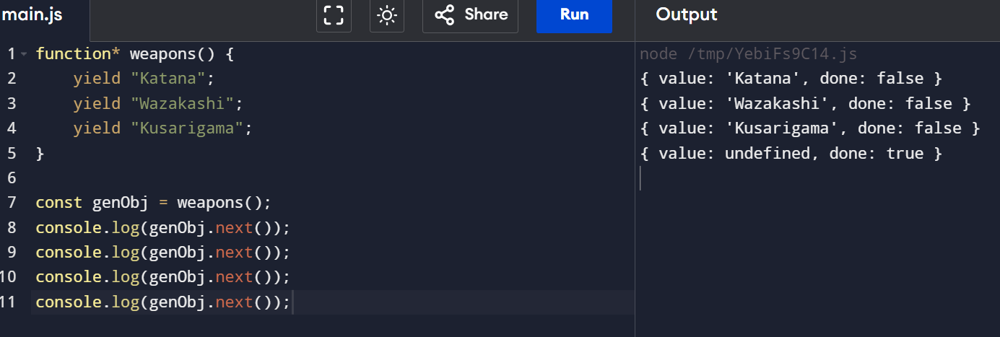 main.js
Share
Run
Output
1 function* weapons() {
2     yield "Katana";
3     yield "Wazakashi";
4     yield "Kusarigama";
5 }
6
7 const genObj = weapons();
8 console.log(genObj.next());
9 console.log(genObj.next());
10 console.log(genObj.next());
11 console.log(genObj.next());
node /tmp/YebiFs9C14.js
{ value: 'Katana', done: false }
{ value: 'Wazakashi', done: false }
{ value: 'Kusarigama', done: false }
{ value: undefined, done: true }